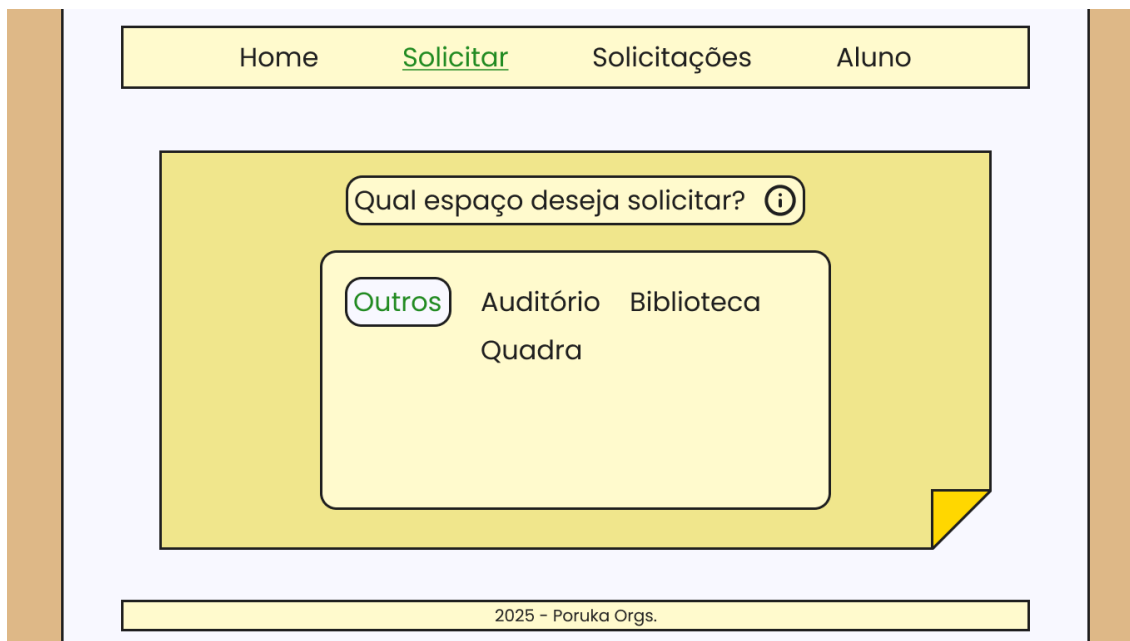 Home Solicitar Solicitações Aluno
Qual espaço deseja solicitar?
Outros Auditório Biblioteca
Quadra
2025 - Poruka Orgs.